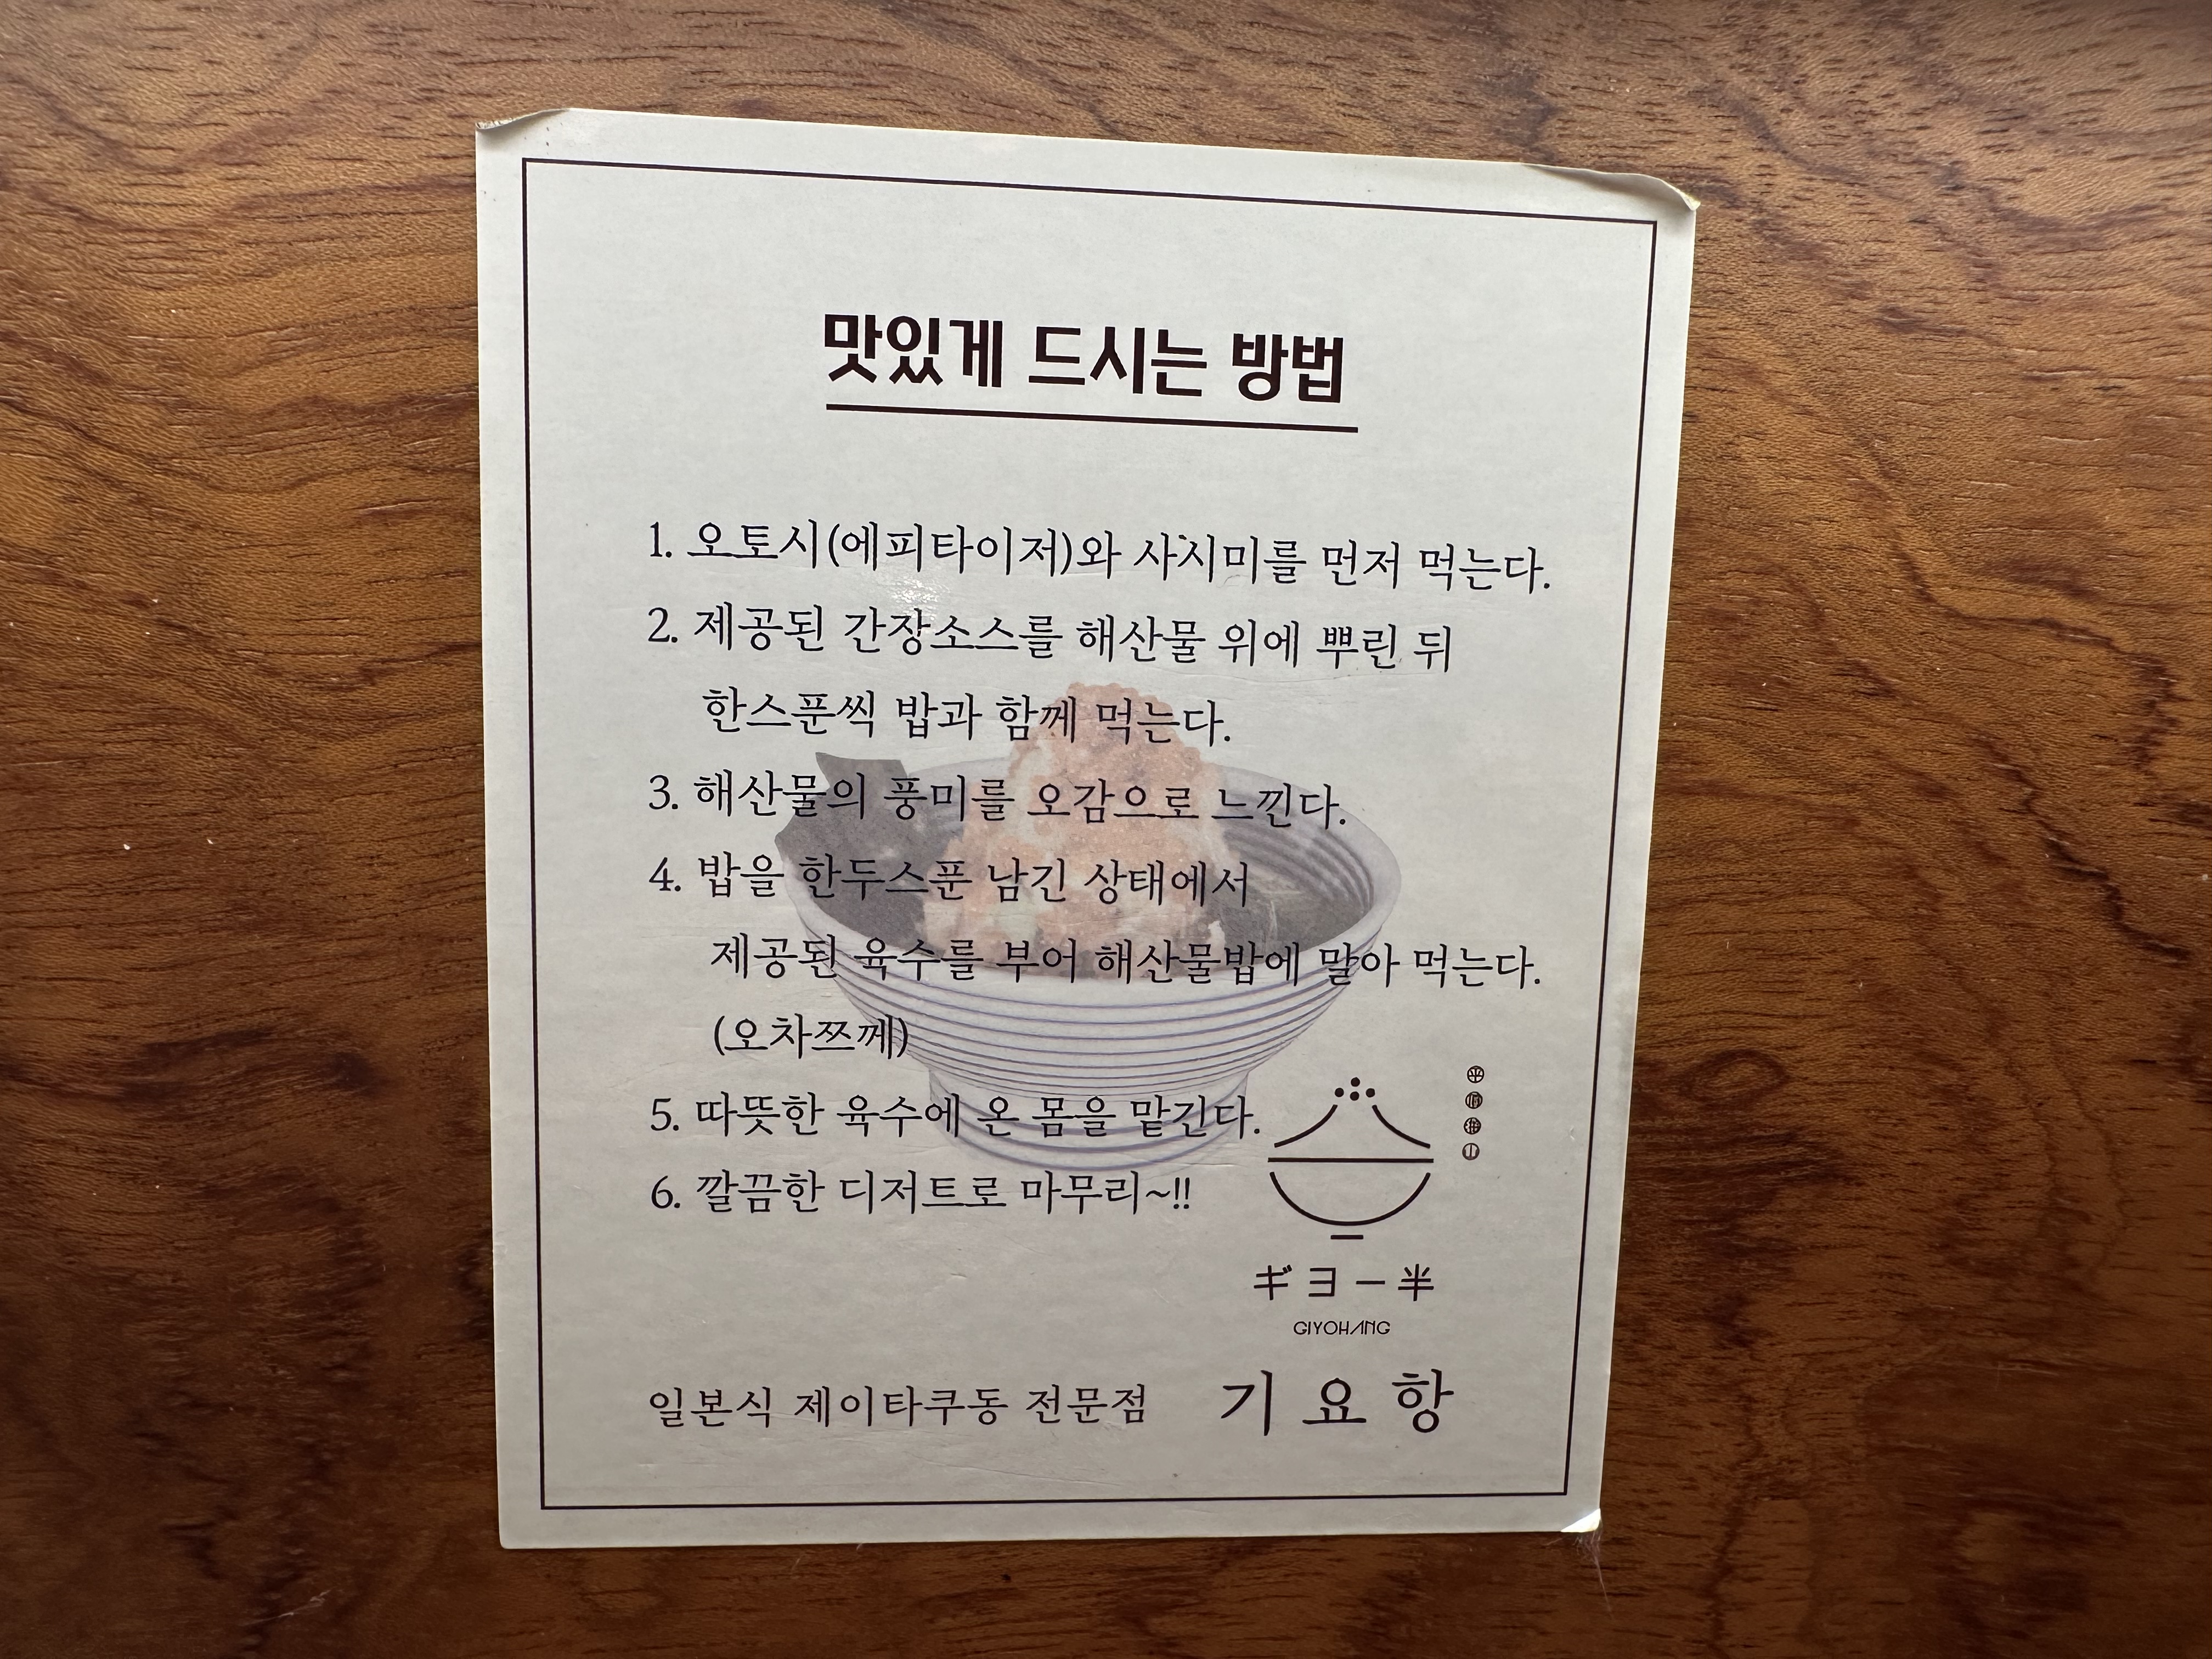 맛있게 드시는 방법
1. 오토시(에피타이저)와 사시미를 먼저 먹는다.
2. 제공된 간장소스를 해산물 위에 뿌린 뒤
한스푼씩 밥과 함께 먹는다.
3. 해산물의 풍미를 오감으로 느낀다.
4. 밥을 한두스푼 남긴 상태에서
제공된 육수를 부어 해산물밥에 말아 먹는다.
(오차쯔께)
5. 따뜻한 육수에 온 몸을 맡긴다.
6. 깔끔한 디저트로 마무리~!!
ギヨー半
GIYOHANG
일본식 제이타쿠동 전문점 기요항